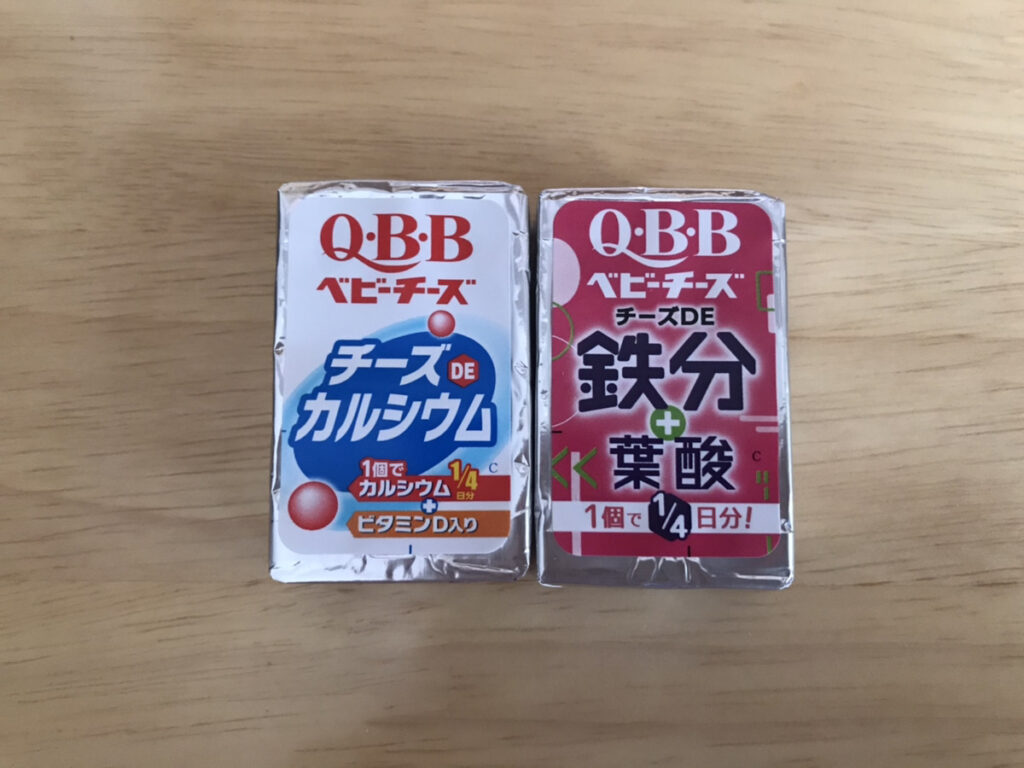 Q・B・B
ベビーチーズ
チーズDE
カルシウム
1個で
カルシウム
1/4
日分
+
ビタミンD入り
C
Q・B・B
ベビーチーズ
チーズDE
鉄分
+
葉酸
C
1個で1/4日分!